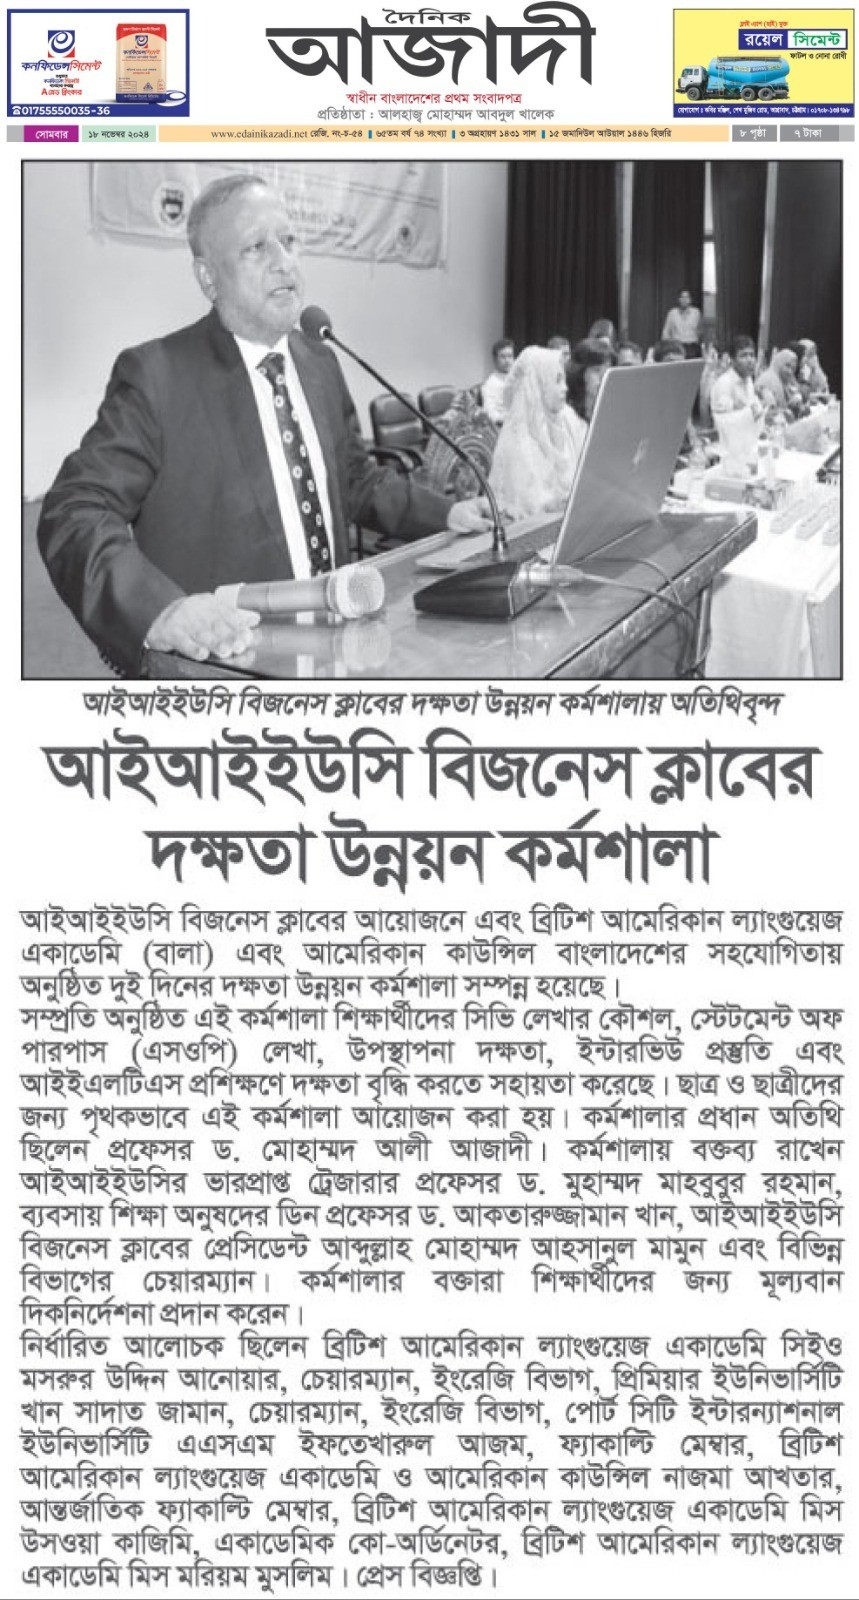 দৈনিক
আজাদী
স্বাধীন বাংলাদেশের প্রথম সংবাদপত্র
প্রতিষ্ঠাতা : আলহাজ্ব মোহাম্মদ আবদুল খালেক
কনফিডেন্স সিমেন্ট
01755550035-36
রয়েল সিমেন্ট
ফাটল ও নোনা রোধী
সোমবার ১৮ নভেম্বর ২০২৪ www.edainikazadi.net রেজি, নং-চ-৫৪ ৬৫তম বর্ষ ৭৪ সংখ্যা ৩ অগ্রহায়ণ ১৪৩১ সাল ১৫ জমাদিউল আউয়াল ১৪৪৬ হিজরি ৮ পৃষ্ঠা ৭ টাকা
আইআইইউসি বিজনেস ক্লাবের দক্ষতা উন্নয়ন কর্মশালায় অতিথিবৃন্দ
আইআইইউসি বিজনেস ক্লাবের
দক্ষতা উন্নয়ন কর্মশালা
আইআইইউসি বিজনেস ক্লাবের আয়োজনে এবং ব্রিটিশ আমেরিকান ল্যাংগুয়েজ
একাডেমি (বালা) এবং আমেরিকান কাউন্সিল বাংলাদেশের সহযোগিতায়
অনুষ্ঠিত দুই দিনের দক্ষতা উন্নয়ন কর্মশালা সম্পন্ন হয়েছে।
সম্প্রতি অনুষ্ঠিত এই কর্মশালা শিক্ষার্থীদের সিভি লেখার কৌশল, স্টেটমেন্ট অফ
পারপাস (এসওপি) লেখা, উপস্থাপনা দক্ষতা, ইন্টারভিউ প্রস্তুতি এবং
আইইএলটিএস প্রশিক্ষণে দক্ষতা বৃদ্ধি করতে সহায়তা করেছে। ছাত্র ও ছাত্রীদের
জন্য পৃথকভাবে এই কর্মশালা আয়োজন করা হয়। কর্মশালার প্রধান অতিথি
ছিলেন প্রফেসর ড. মোহাম্মদ আলী আজাদী। কর্মশালায় বক্তব্য রাখেন
আইআইইউসির ভারপ্রাপ্ত ট্রেজারার প্রফেসর ড. মুহাম্মদ মাহবুবুর রহমান,
ব্যবসায় শিক্ষা অনুষদের ডিন প্রফেসর ড. আকতারুজ্জামান খান, আইআইইউসি
বিজনেস ক্লাবের প্রেসিডেন্ট আব্দুল্লাহ মোহাম্মদ আহসানুল মামুন এবং বিভিন্ন
বিভাগের চেয়ারম্যান। কর্মশালার বক্তারা শিক্ষার্থীদের জন্য মূল্যবান
দিকনির্দেশনা প্রদান করেন।
নির্ধারিত আলোচক ছিলেন ব্রিটিশ আমেরিকান ল্যাংগুয়েজ একাডেমি সিইও
মসরুর উদ্দিন আনোয়ার, চেয়ারম্যান, ইংরেজি বিভাগ, প্রিমিয়ার ইউনিভার্সিটি
খান সাদাত জামান, চেয়ারম্যান, ইংরেজি বিভাগ, পোর্ট সিটি ইন্টারন্যাশনাল
ইউনিভার্সিটি এএসএম ইফতেখারুল আজম, ফ্যাকাল্টি মেম্বার, ব্রিটিশ
আমেরিকান ল্যাংগুয়েজ একাডেমি ও আমেরিকান কাউন্সিল নাজমা আখতার,
আন্তর্জাতিক ফ্যাকাল্টি মেম্বার, ব্রিটিশ আমেরিকান ল্যাংগুয়েজ একাডেমি মিস
উসওয়া কাজিমি, একাডেমিক কো-অর্ডিনেটর, ব্রিটিশ আমেরিকান ল্যাংগুয়েজ
একাডেমি মিস মরিয়ম মুসলিম। প্রেস বিজ্ঞপ্তি।